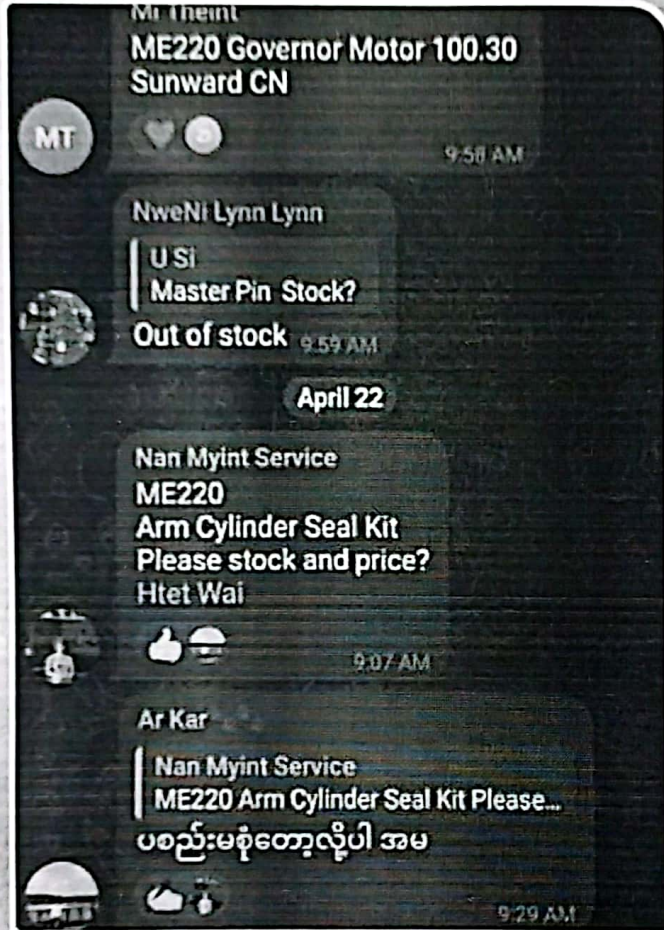 Mi Theint
ME220 Governor Motor 100.30
Sunward CN
MT
9:58 AM
NweNi Lynn Lynn
U Si
Master Pin Stock?
Out of stock 9:59 AM
April 22
Nan Myint Service
ME220
Arm Cylinder Seal Kit
Please stock and price?
Htet Wai
9:07 AM
Ar Kar
Nan Myint Service
ME220 Arm Cylinder Seal Kit Please...
ပစည်းမစုံတော့လို့ပါ အမ
9:29 AM